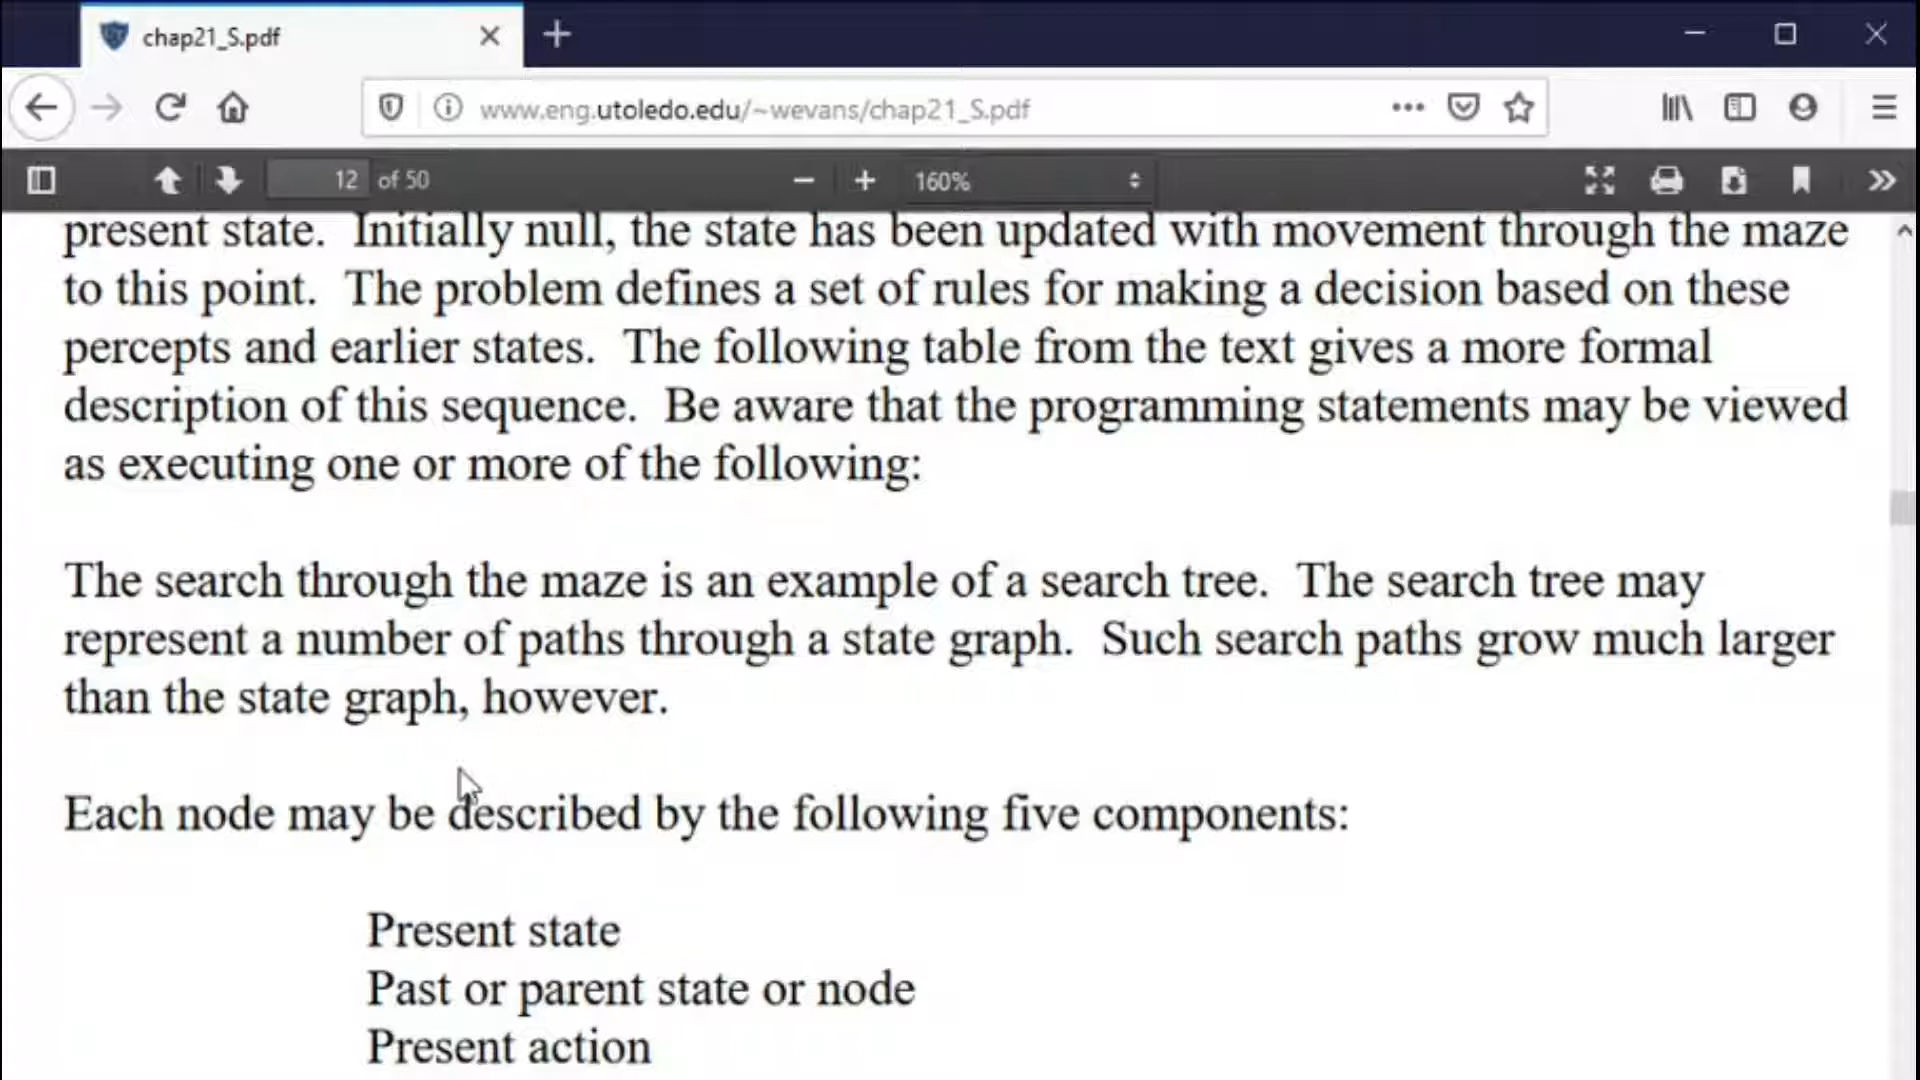 chap21_S.pdf
www.eng.utoledo.edu/~wevans/chap21_S.pdf
12 of 50
160%
present state. Initially null, the state has been updated with movement through the maze
to this point. The problem defines a set of rules for making a decision based on these
percepts and earlier states. The following table from the text gives a more formal
description of this sequence. Be aware that the programming statements may be viewed
as executing one or more of the following:
The search through the maze is an example of a search tree. The search tree may
represent a number of paths through a state graph. Such search paths grow much larger
than the state graph, however.
Each node may be described by the following five components:
Present state
Past or parent state or node
Present action